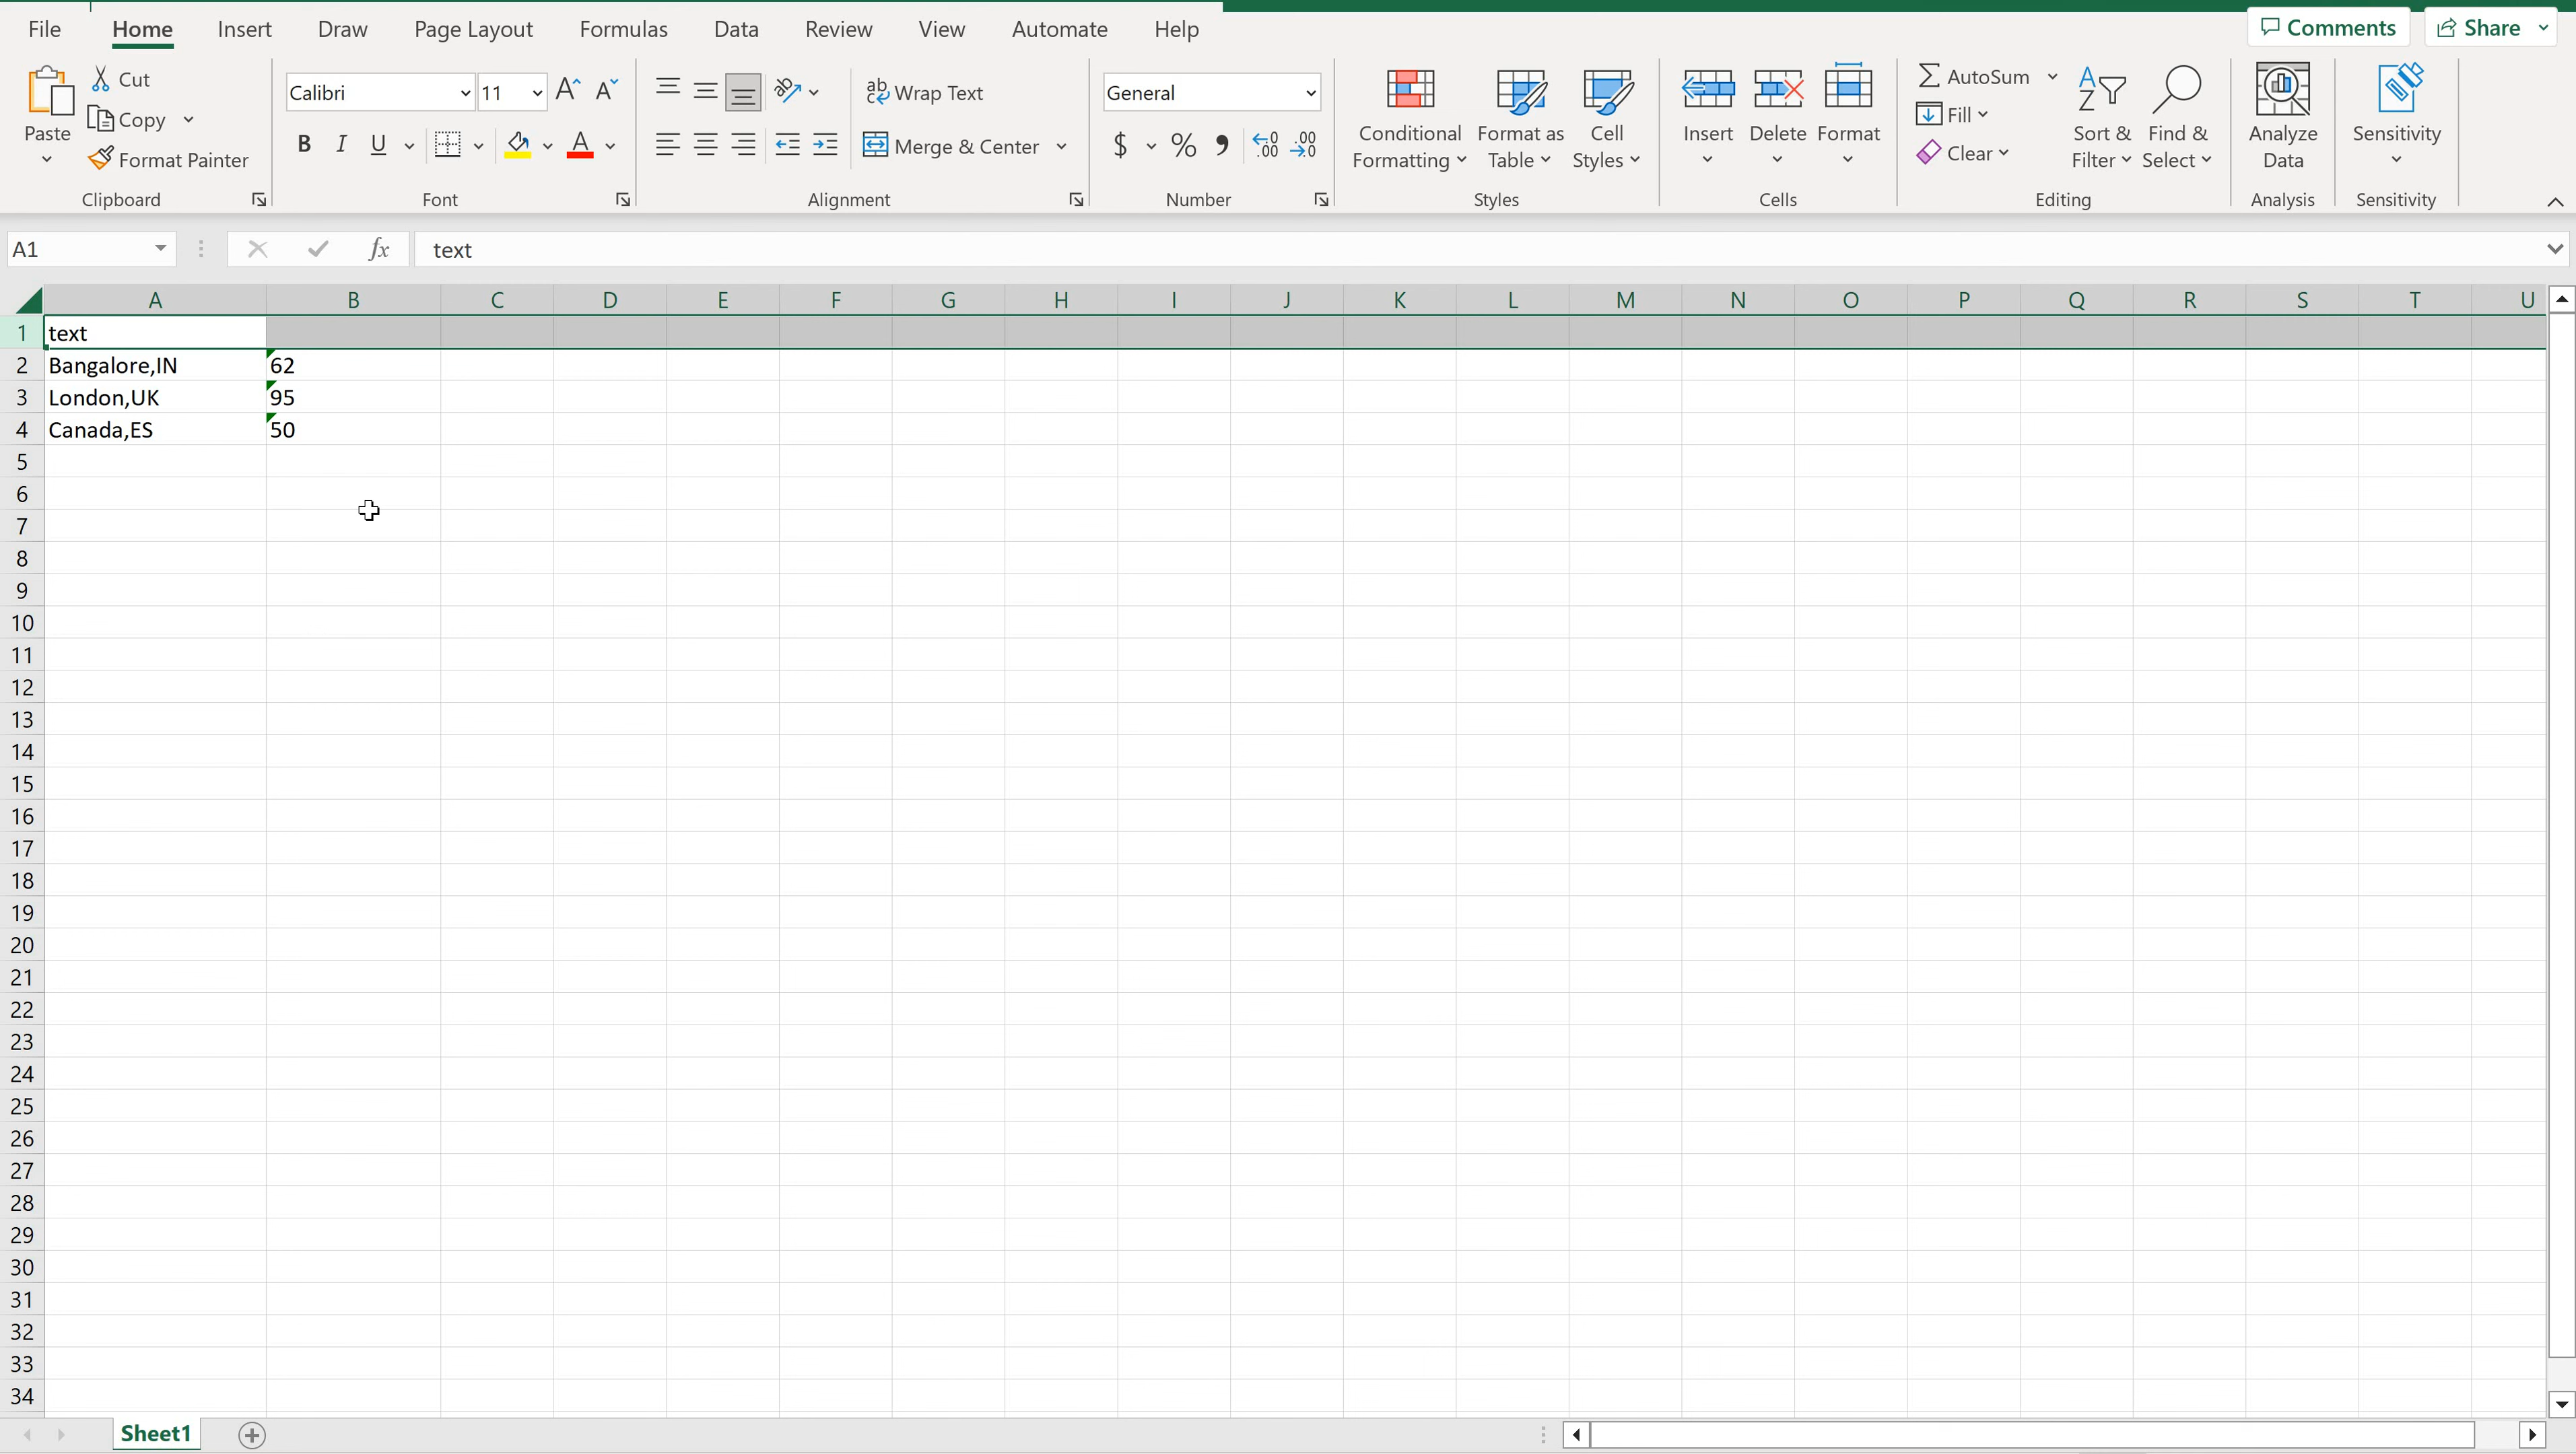 File Home Insert Draw Page Layout Formulas Data Review View Automate Help Comments Share
Paste
Cut
Copy
Format Painter
Clipboard
Calibri 11
B I U
Font
Wrap Text
Merge & Center
Alignment
General
$ % ,
Number
Conditional
Formatting
Format as
Table
Cell
Styles
Styles
Insert
Delete
Format
Cells
AutoSum
Fill
Clear
Sort &
Filter
Find &
Select
Editing
Analyze
Data
Analysis
Sensitivity
Sensitivity
A1 fx text
A B C D E F G H I J K L M N O P Q R S T U
1 text
2 Bangalore,IN 62
3 London,UK 95
4 Canada,ES 50
5
6
7
8
9
10
11
12
13
14
15
16
17
18
19
20
21
22
23
24
25
26
27
28
29
30
31
32
33
34
Sheet1